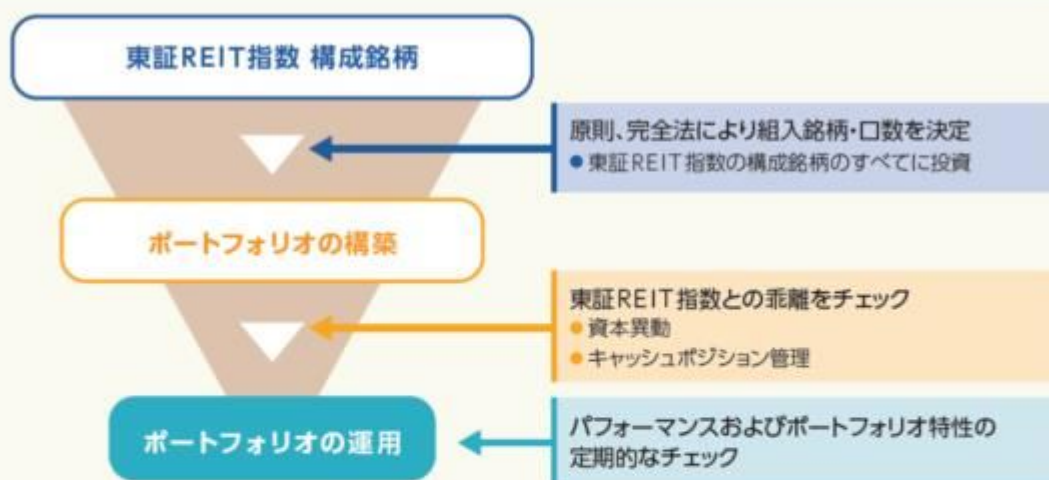 東証REIT指数 構成銘柄
原則、完全法により組入銘柄・口数を決定
● 東証REIT指数の構成銘柄のすべてに投資
ポートフォリオの構築
東証REIT指数との乖離をチェック
● 資本異動
● キャッシュポジション管理
ポートフォリオの運用
パフォーマンスおよびポートフォリオ特性の
定期的なチェック